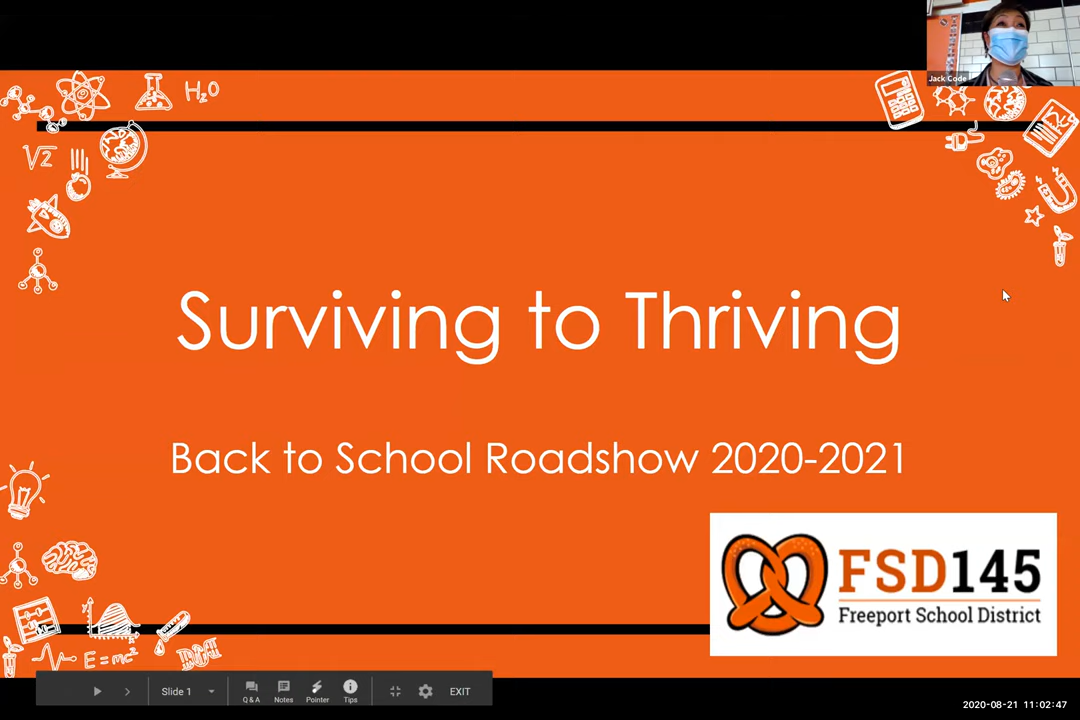 Jack Code
H₂O
√2
Surviving to Thriving
Back to School Roadshow 2020-2021
FSD145
Freeport School District
E=mc²
Slide 1
Q&A
Notes
Pointer
Tips
EXIT
2020-08-21 11:02:47